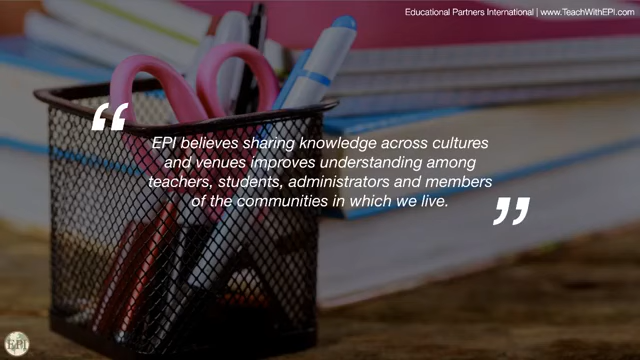 Educational Partners International | www.TeachWithEPI.com
“
EPI believes sharing knowledge across cultures
and venues improves understanding among
teachers, students, administrators and members
of the communities in which we live.
”
EPI